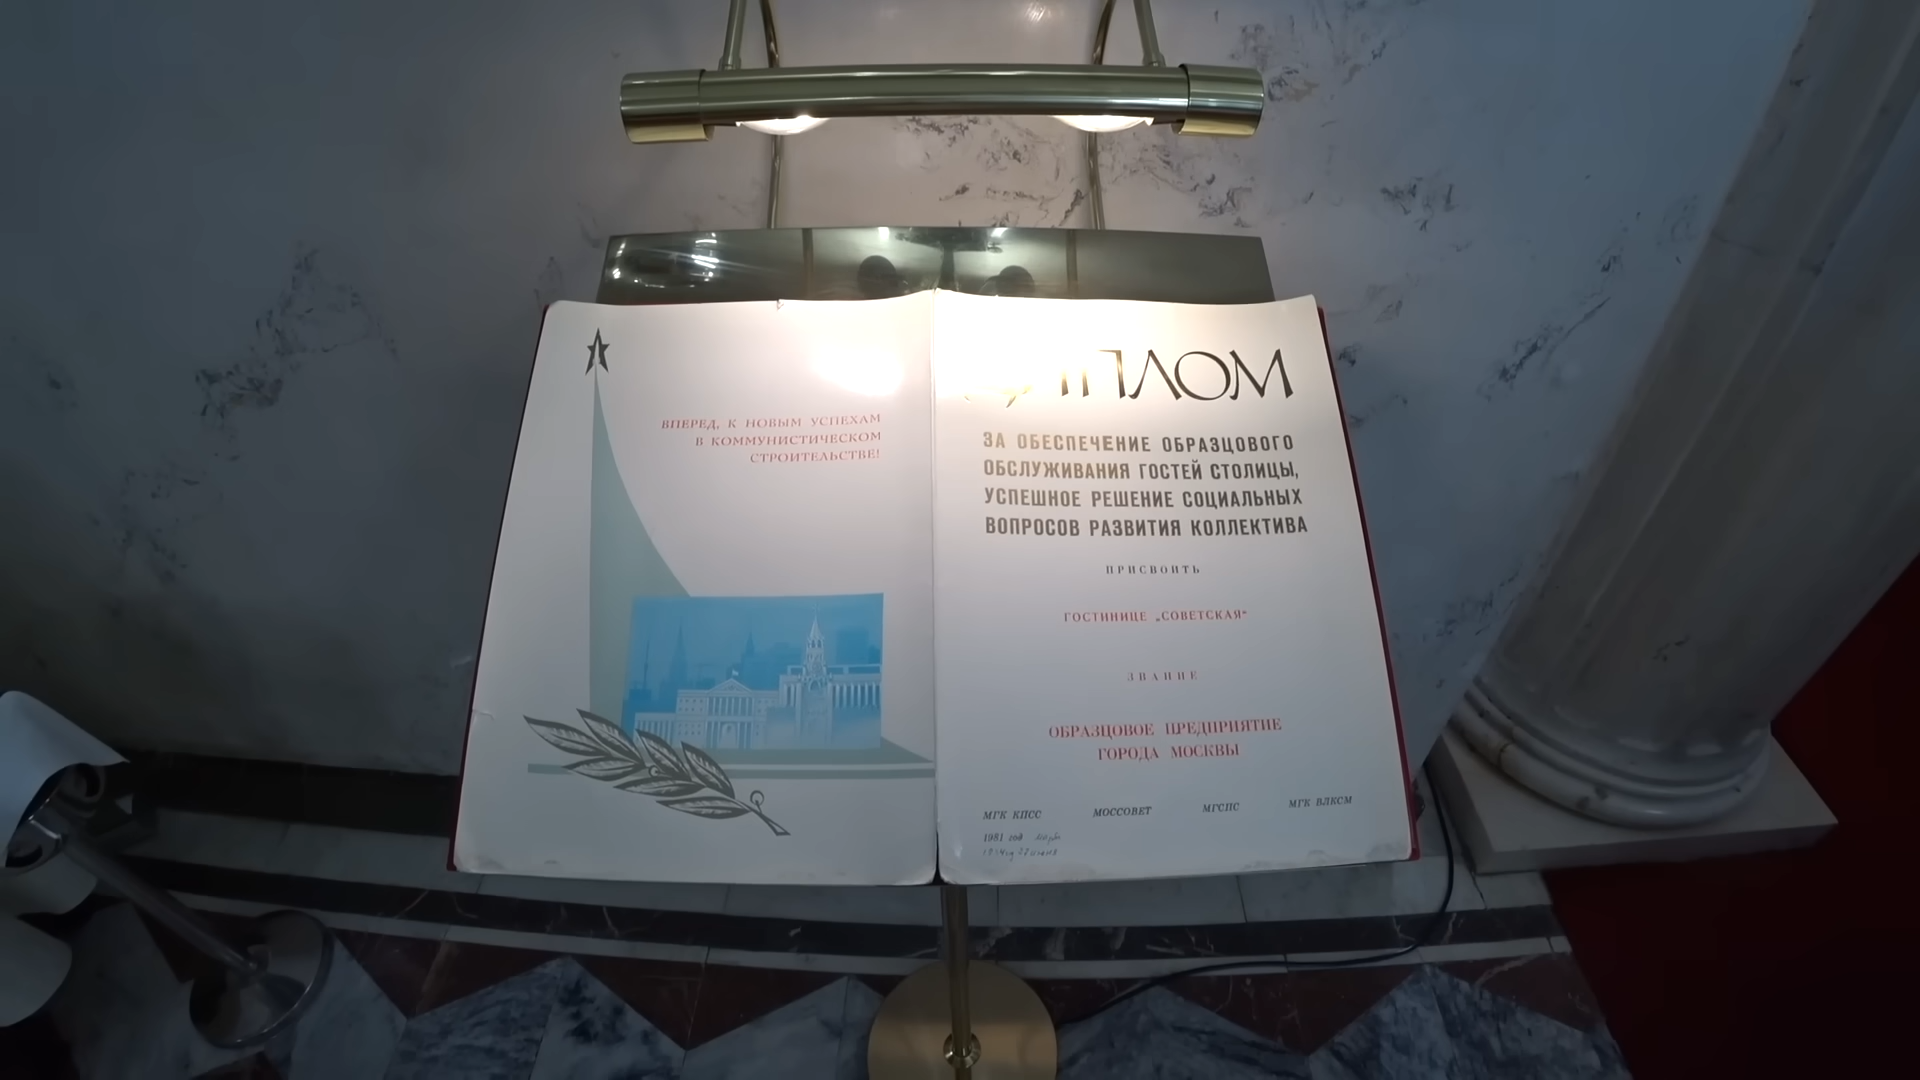 ВПЕРЕД, К НОВЫМ УСПЕХАМ
В КОММУНИСТИЧЕСКОМ
СТРОИТЕЛЬСТВЕ!
ДИПЛОМ
ЗА ОБЕСПЕЧЕНИЕ ОБРАЗЦОВОГО
ОБСЛУЖИВАНИЯ ГОСТЕЙ СТОЛИЦЫ,
УСПЕШНОЕ РЕШЕНИЕ СОЦИАЛЬНЫХ
ВОПРОСОВ РАЗВИТИЯ КОЛЛЕКТИВА
ПРИСВОИТЬ
ГОСТИНИЦЕ „СОВЕТСКАЯ“
ЗВАНИЕ
ОБРАЗЦОВОЕ ПРЕДПРИЯТИЕ
ГОРОДА МОСКВЫ
МГК КПСС МОССОВЕТ МГСПС МГК ВЛКСМ
1981 год